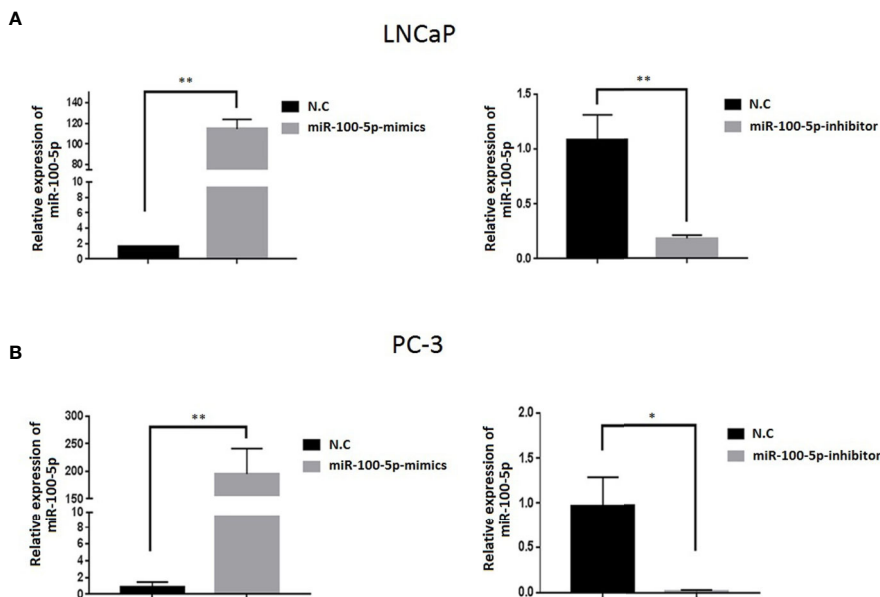 A
LNCaP
Relative expression of
miR-100-5p
140
120
100
80
10
8
6
4
2
0
**
N.C
miR-100-5p-mimics
Relative expression of
miR-100-5p
1.5
1.0
0.5
0.0
**
N.C
miR-100-5p-inhibitor
B
PC-3
Relative expression of
miR-100-5p
300
250
200
150
10
8
6
4
2
0
**
N.C
miR-100-5p-mimics
Relative expression of
miR-100-5p
2.0
1.5
1.0
0.5
0.0
*
N.C
miR-100-5p-inhibitor